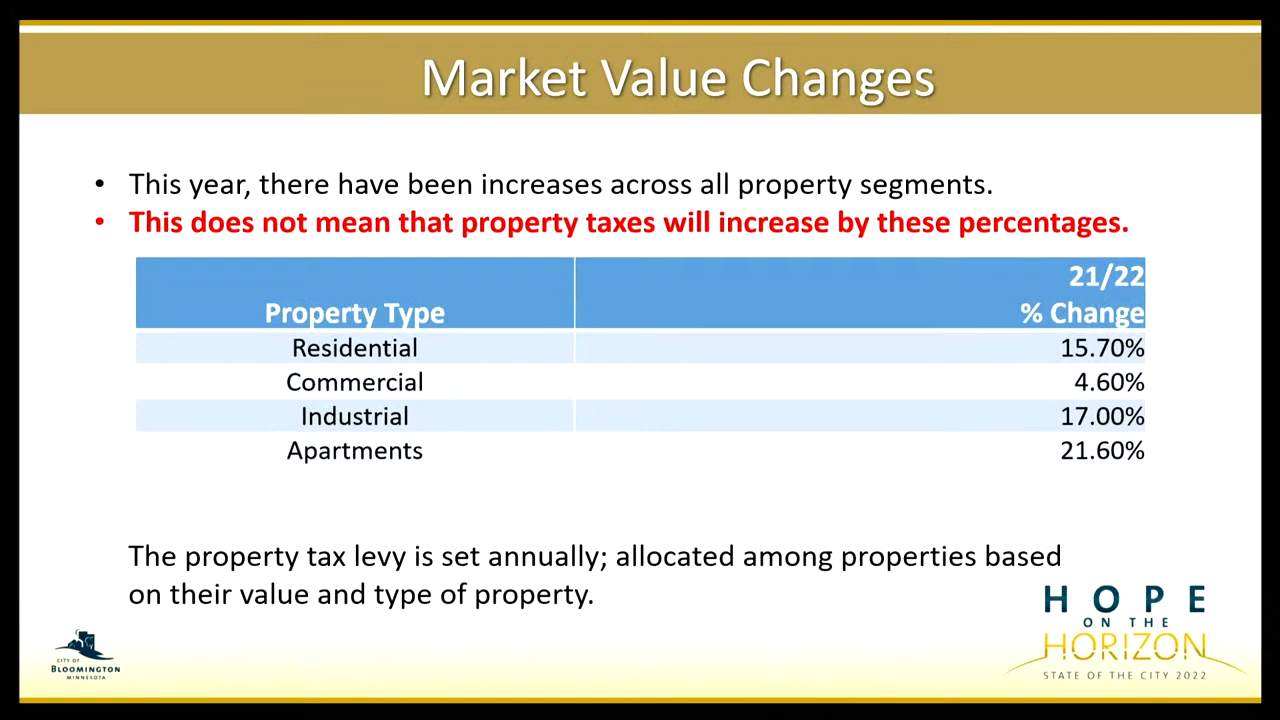 Market Value Changes
• This year, there have been increases across all property segments.
• This does not mean that property taxes will increase by these percentages.
Property Type 21/22 % Change
Residential 15.70%
Commercial 4.60%
Industrial 17.00%
Apartments 21.60%
The property tax levy is set annually; allocated among properties based
on their value and type of property.
CITY OF
BLOOMINGTON
MINNESOTA
HOPE
ON THE
HORIZON
STATE OF THE CITY 2022